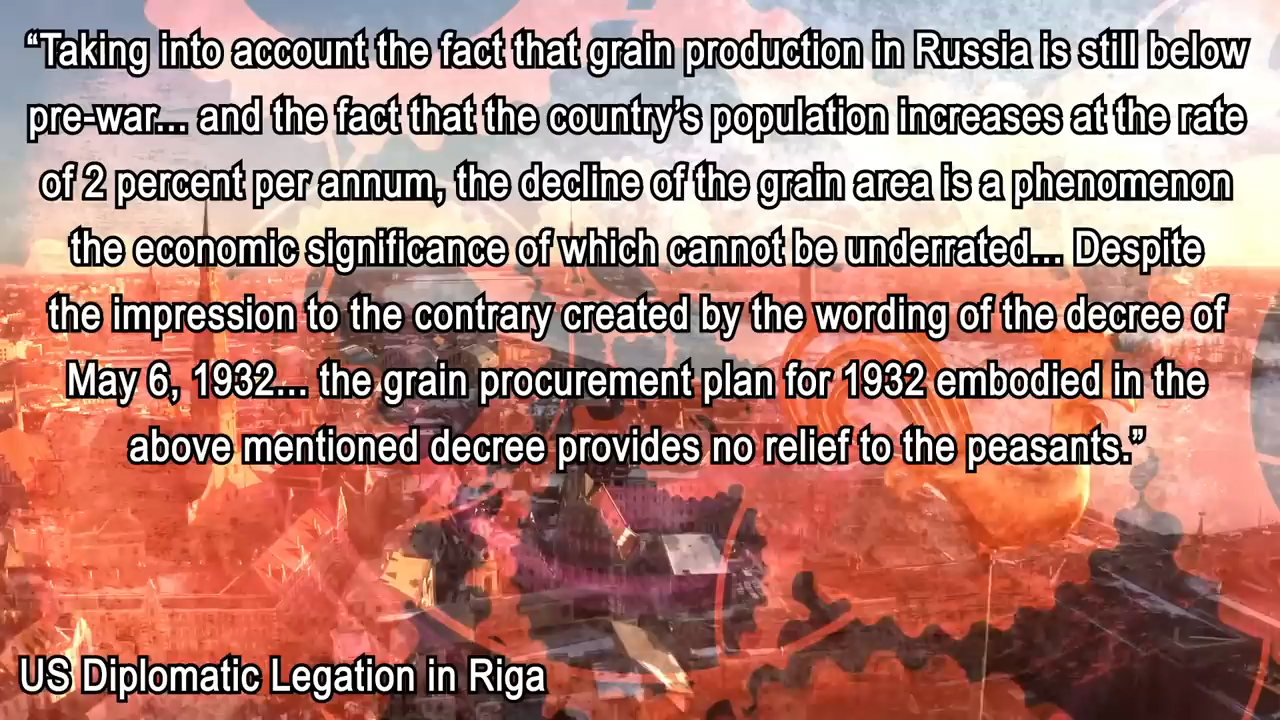 “Taking into account the fact that grain production in Russia is still below
pre-war... and the fact that the country’s population increases at the rate
of 2 percent per annum, the decline of the grain area is a phenomenon
the economic significance of which cannot be underrated... Despite
the impression to the contrary created by the wording of the decree of
May 6, 1932... the grain procurement plan for 1932 embodied in the
above mentioned decree provides no relief to the peasants.”
US Diplomatic Legation in Riga